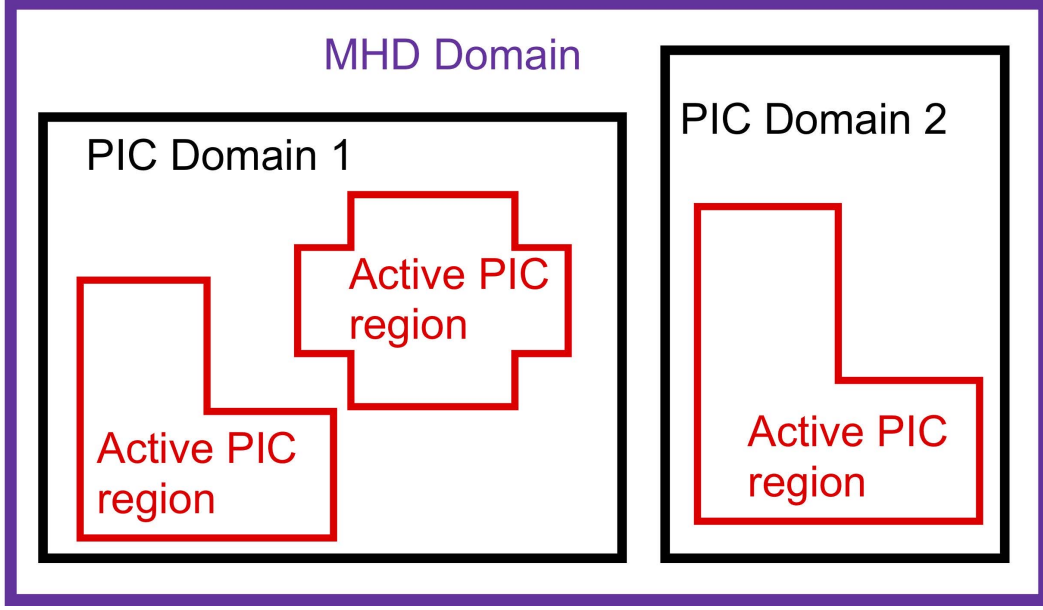 MHD Domain
PIC Domain 1
Active PIC
region
Active PIC
region
PIC Domain 2
Active PIC
region